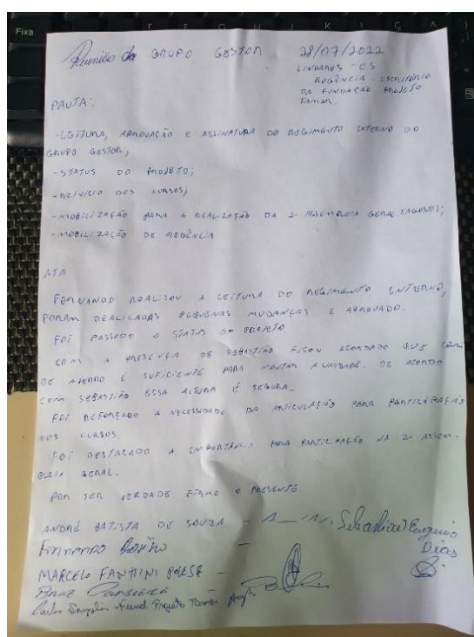 Fixa
Reunião do GRUPO GESTOR 28/07/2022
LINHARES - ES
REGÊNCIA - ESCRITÓRIO
DA FUNDAÇÃO PROJETO
TAMAR.
PAUTA:
- LEITURA, APROVAÇÃO E ASSINATURA DO REGIMENTO INTERNO DO
GRUPO GESTOR;
- STATUS DO PROJETO;
- REINICIO DOS CURSOS;
- MOBILIZAÇÃO PARA A REALIZAÇÃO DA 2ª ASSEMBLEIA GERAL (AGOSTO);
- MOBILIZAÇÃO DE REGÊNCIA
ATA
FERNANDO REALIZOU A LEITURA DO REGIMENTO INTERNO,
FORAM REALIZADAS PEQUENAS MUDANÇAS E APROVADO.
FOI PASSADO O STATUS DO PROJETO
COM A PRESENÇA DE SEBASTIÃO FICOU ACORDADO QUE
DE ACORDO É SUFICIENTE PARA MONTAR A UNIDADE. DE ACORDO
COM SEBASTIÃO ESSA ALTURA É SEGURA.
FOI REFORÇADO A NECESSIDADE DA ARTICULAÇÃO PARA PARTICIPAÇÃO
NOS CURSOS.
FOI DESTACADO A IMPORTÂNCIA PARA PARTICIPAÇÃO NA 2ª ASSEM-
BLEIA GERAL.
POR SER VERDADE FIRMO O PRESENTE.
ANDRÉ BATISTA DE SOUZA - Sebastião Eugenio
Dias
FERNANDO
MARCELO FANTINI
Carlos Fund. Projeto Tamar